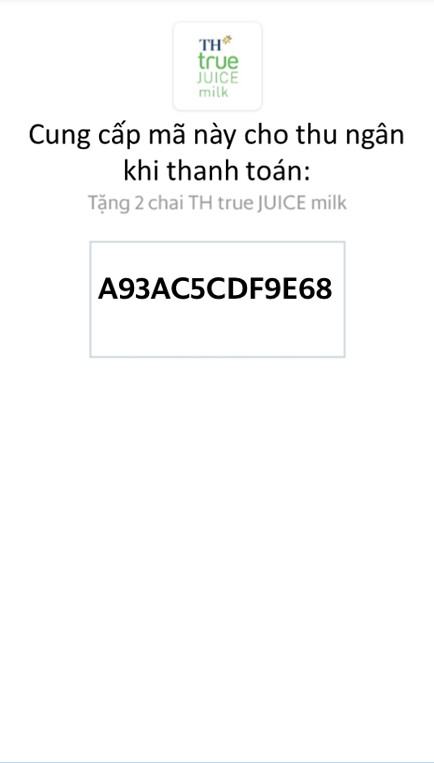 TH
true
JUICE
milk
Cung cấp mã này cho thu ngân
khi thanh toán:
Tặng 2 chai TH true JUICE milk
A93AC5CDF9E68